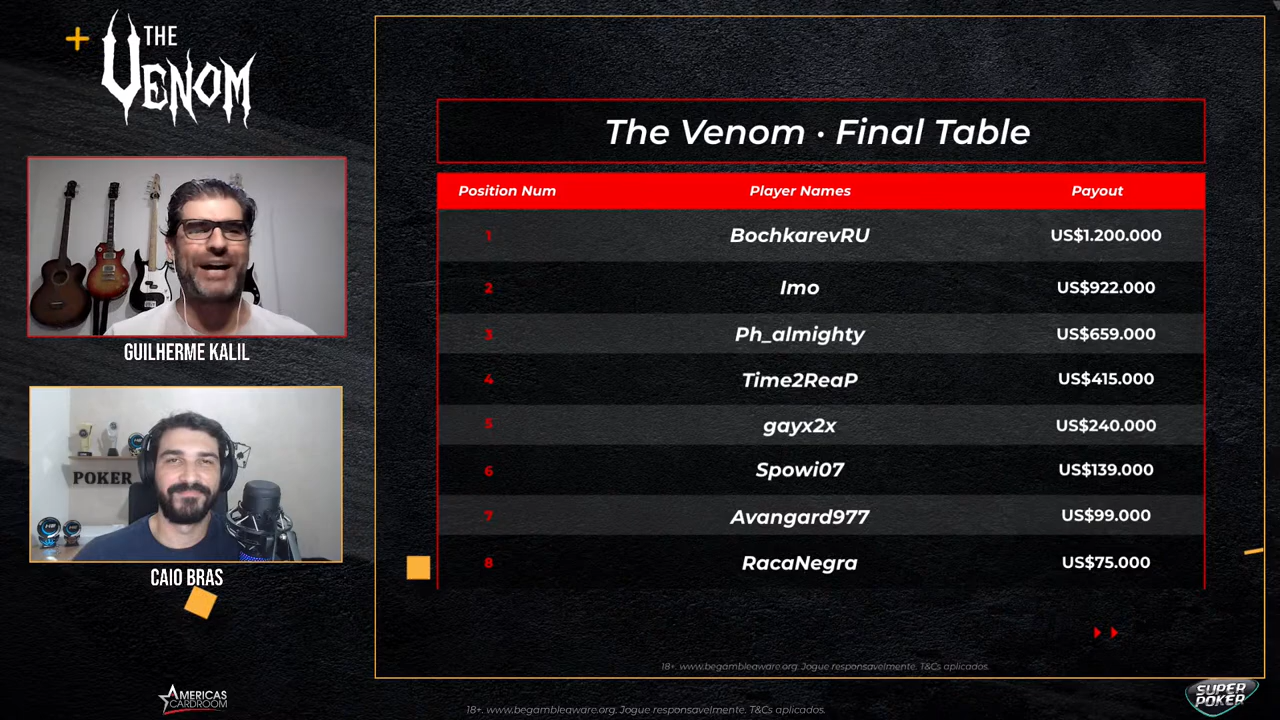 THE
VENOM
GUILHERME KALIL
POKER
CAIO BRAS
AMERICAS
CARDROOM
The Venom · Final Table
Position Num Player Names Payout
1 BochkarevRU US$1.200.000
2 Imo US$922.000
3 Ph_almighty US$659.000
4 Time2ReaP US$415.000
5 gayx2x US$240.000
6 Spowi07 US$139.000
7 Avangard977 US$99.000
8 RacaNegra US$75.000
18+. www.begambleaware.org. Jogue responsavelmente. T&Cs aplicados.
18+. www.begambleaware.org. Jogue responsavelmente. T&Cs aplicados.
SUPER
POKER